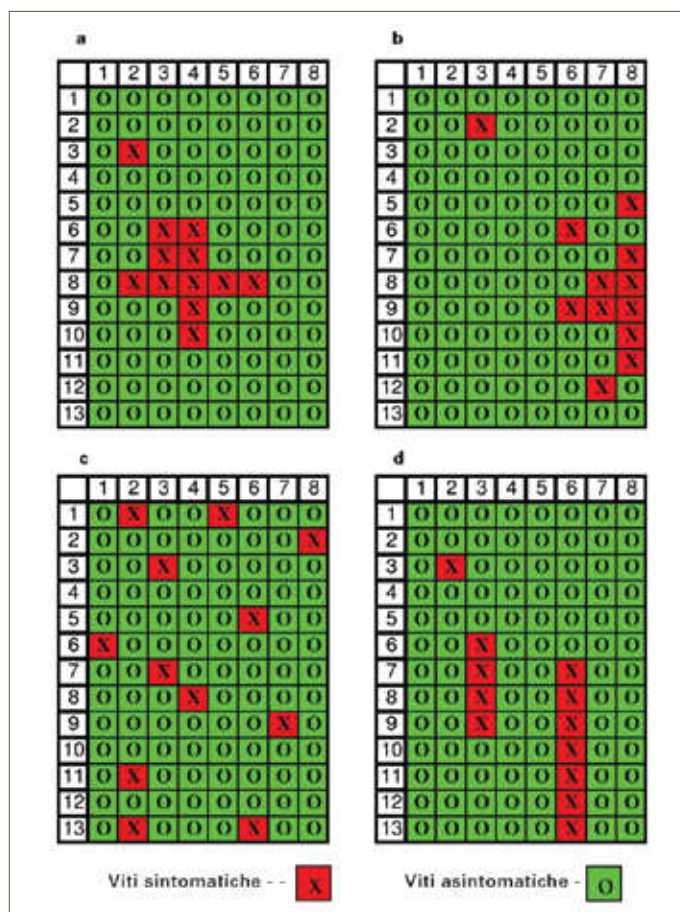 a
1 2 3 4 5 6 7 8
1 O O O O O O O O
2 O O O O O O O O
3 O X O O O O O O
4 O O O O O O O O
5 O O O O O O O O
6 O O X X O O O O
7 O O X X O O O O
8 O X X X X X O O
9 O O O X O O O O
10 O O O X O O O O
11 O O O O O O O O
12 O O O O O O O O
13 O O O O O O O O
b
1 2 3 4 5 6 7 8
1 O O O O O O O O
2 O O X O O O O O
3 O O O O O O O O
4 O O O O O O O O
5 O O O O O O O X
6 O O O O O X O O
7 O O O O O O O X
8 O O O O O O X X
9 O O O O O X X X
10 O O O O O O O X
11 O O O O O O O X
12 O O O O O O X O
13 O O O O O O O O
c
1 2 3 4 5 6 7 8
1 O X O O X O O O
2 O O O O O O O X
3 O O X O O O O O
4 O O O O O O O O
5 O O O O O X O O
6 X O O O O O O O
7 O O X O O O O O
8 O O O X O O O O
9 O O O O O O X O
10 O O O O O O O O
11 O X O O O O O O
12 O O O O O O O O
13 O X O O O X O O
d
1 2 3 4 5 6 7 8
1 O O O O O O O O
2 O O O O O O O O
3 O X O O O O O O
4 O O O O O O O O
5 O O O O O O O O
6 O O X O O O O O
7 O O X O O X O O
8 O O X O O X O O
9 O O X O O X O O
10 O O O O O X O O
11 O O O O O X O O
12 O O O O O X O O
13 O O O O O X O O
Viti sintomatiche - - X
Viti asintomatiche - O